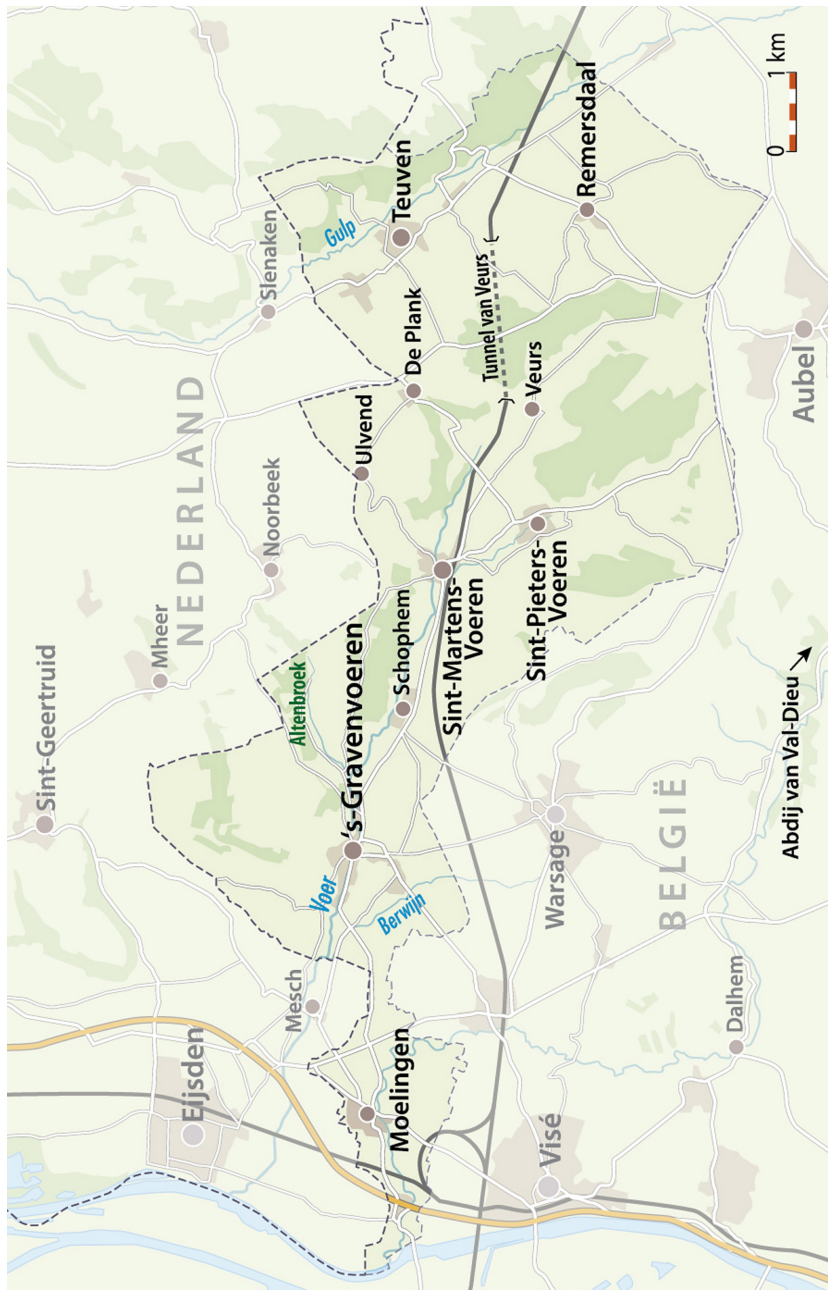 Sint-Geertruid
Mheer
NEDERLAND
Noorbeek
Slenaken
Eijsden
Mesch
Altenbroek
Ulvend
De Plank
Gulp
Teuven
Voer
's-Gravenvoeren
Schophem
Moelingen
Berwijn
Sint-Martens-
Voeren
Tunnel van Veurs
Veurs
Remersdaal
Sint-Pieters-
Voeren
Visé
Warsage
BELGIË
Dalhem
Abdij van Val-Dieu
Aubel
0
1 km